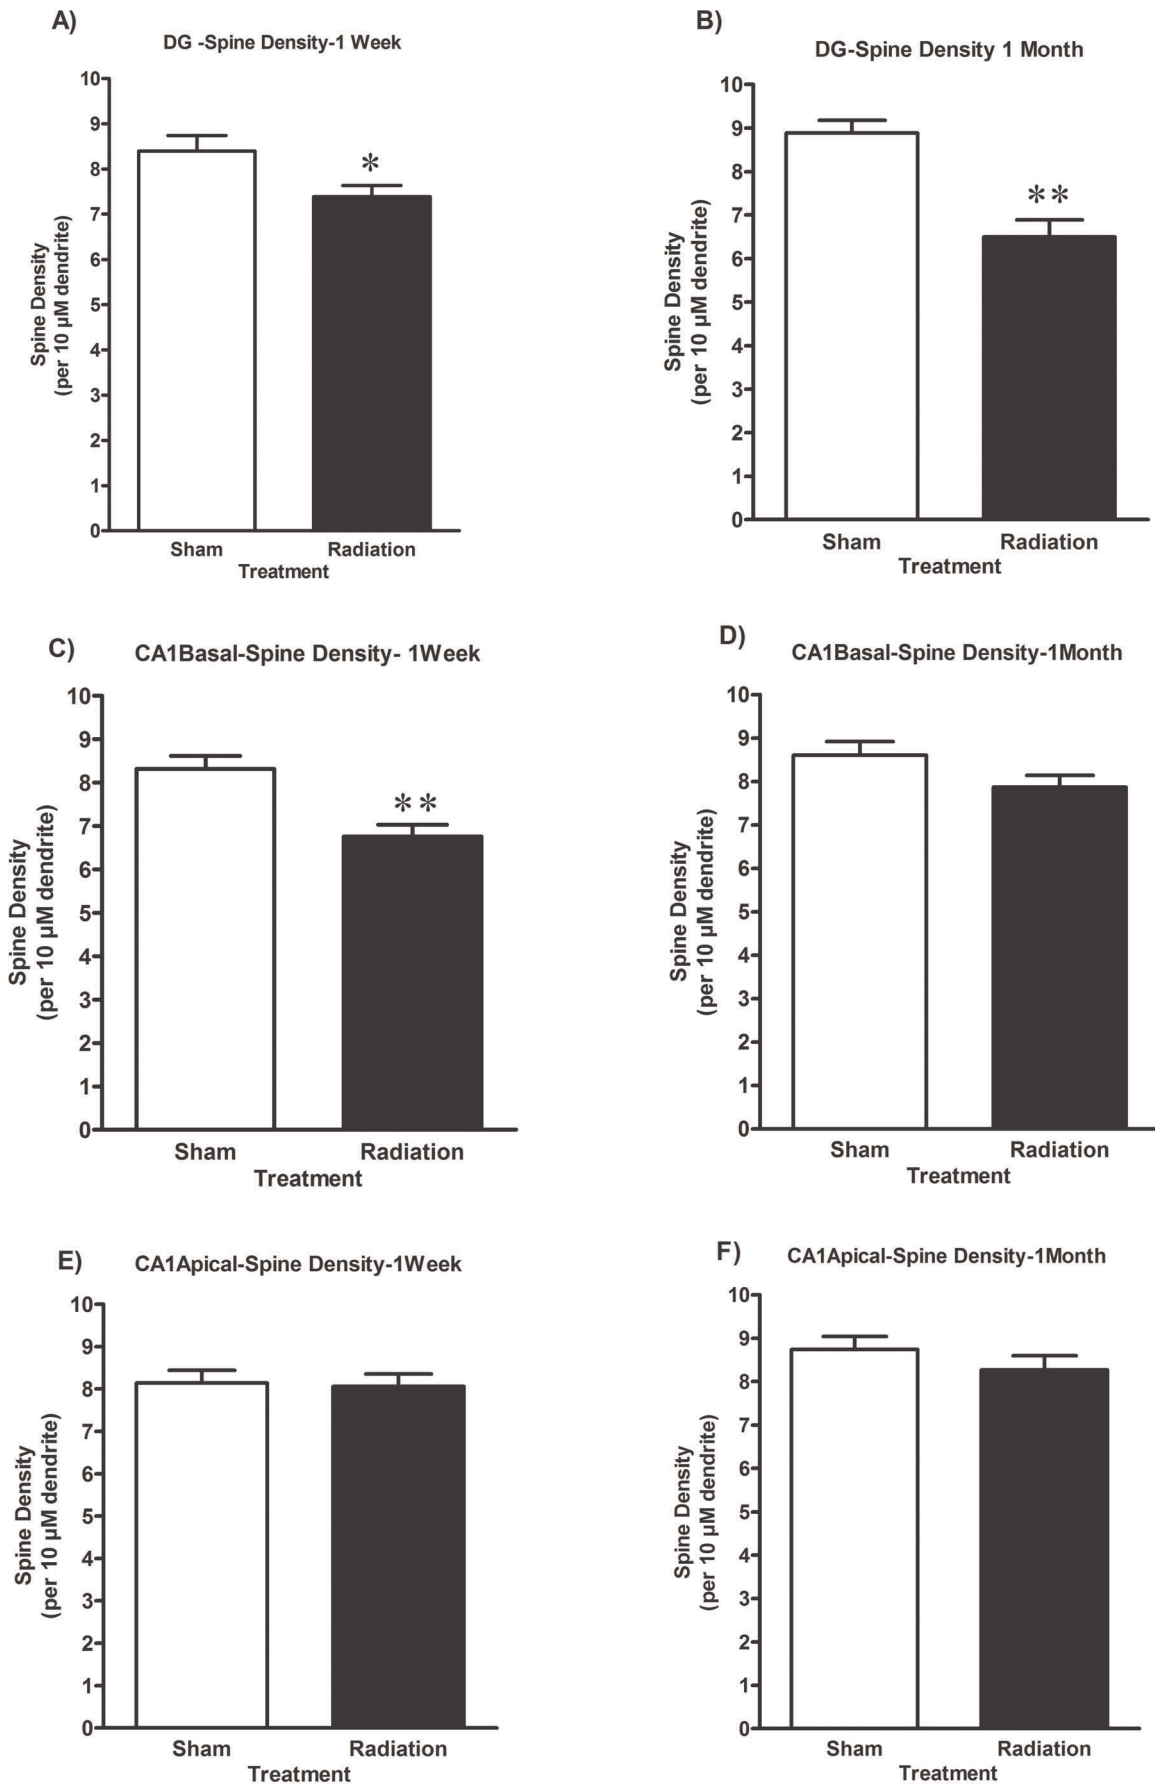 A)
DG -Spine Density-1 Week
10
9
8
7
6
5
4
3
2
1
0
Spine Density
(per 10 µM dendrite)
*
Sham Radiation
Treatment
B)
DG-Spine Density 1 Month
10
9
8
7
6
5
4
3
2
1
0
Spine Density
(per 10 µM dendrite)
**
Sham Radiation
Treatment
C)
CA1Basal-Spine Density- 1Week
10
9
8
7
6
5
4
3
2
1
0
Spine Density
(per 10 µM dendrite)
**
Sham Radiation
Treatment
D)
CA1Basal-Spine Density-1Month
10
9
8
7
6
5
4
3
2
1
0
Spine Density
(per 10 µM dendrite)
Sham Radiation
Treatment
E)
CA1Apical-Spine Density-1Week
10
9
8
7
6
5
4
3
2
1
0
Spine Density
(per 10 µM dendrite)
Sham Radiation
Treatment
F)
CA1Apical-Spine Density-1Month
10
9
8
7
6
5
4
3
2
1
0
Spine Density
(per 10 µM dendrite)
Sham Radiation
Treatment